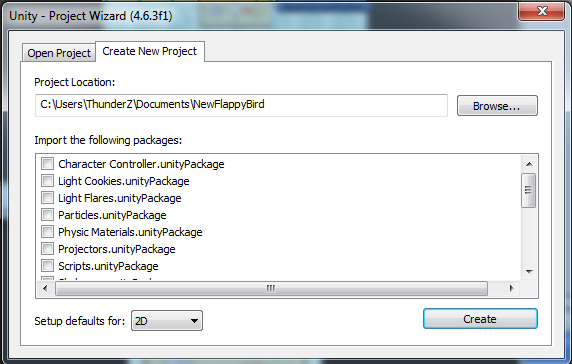 Unity - Project Wizard (4.6.3f1)
Open Project
Create New Project
Project Location:
C:\Users\ThunderZ\Documents\NewFlappyBird
Browse...
Import the following packages:
Character Controller.unityPackage
Light Cookies.unityPackage
Light Flares.unityPackage
Particles.unityPackage
Physic Materials.unityPackage
Projectors.unityPackage
Scripts.unityPackage
Setup defaults for:
2D
Create